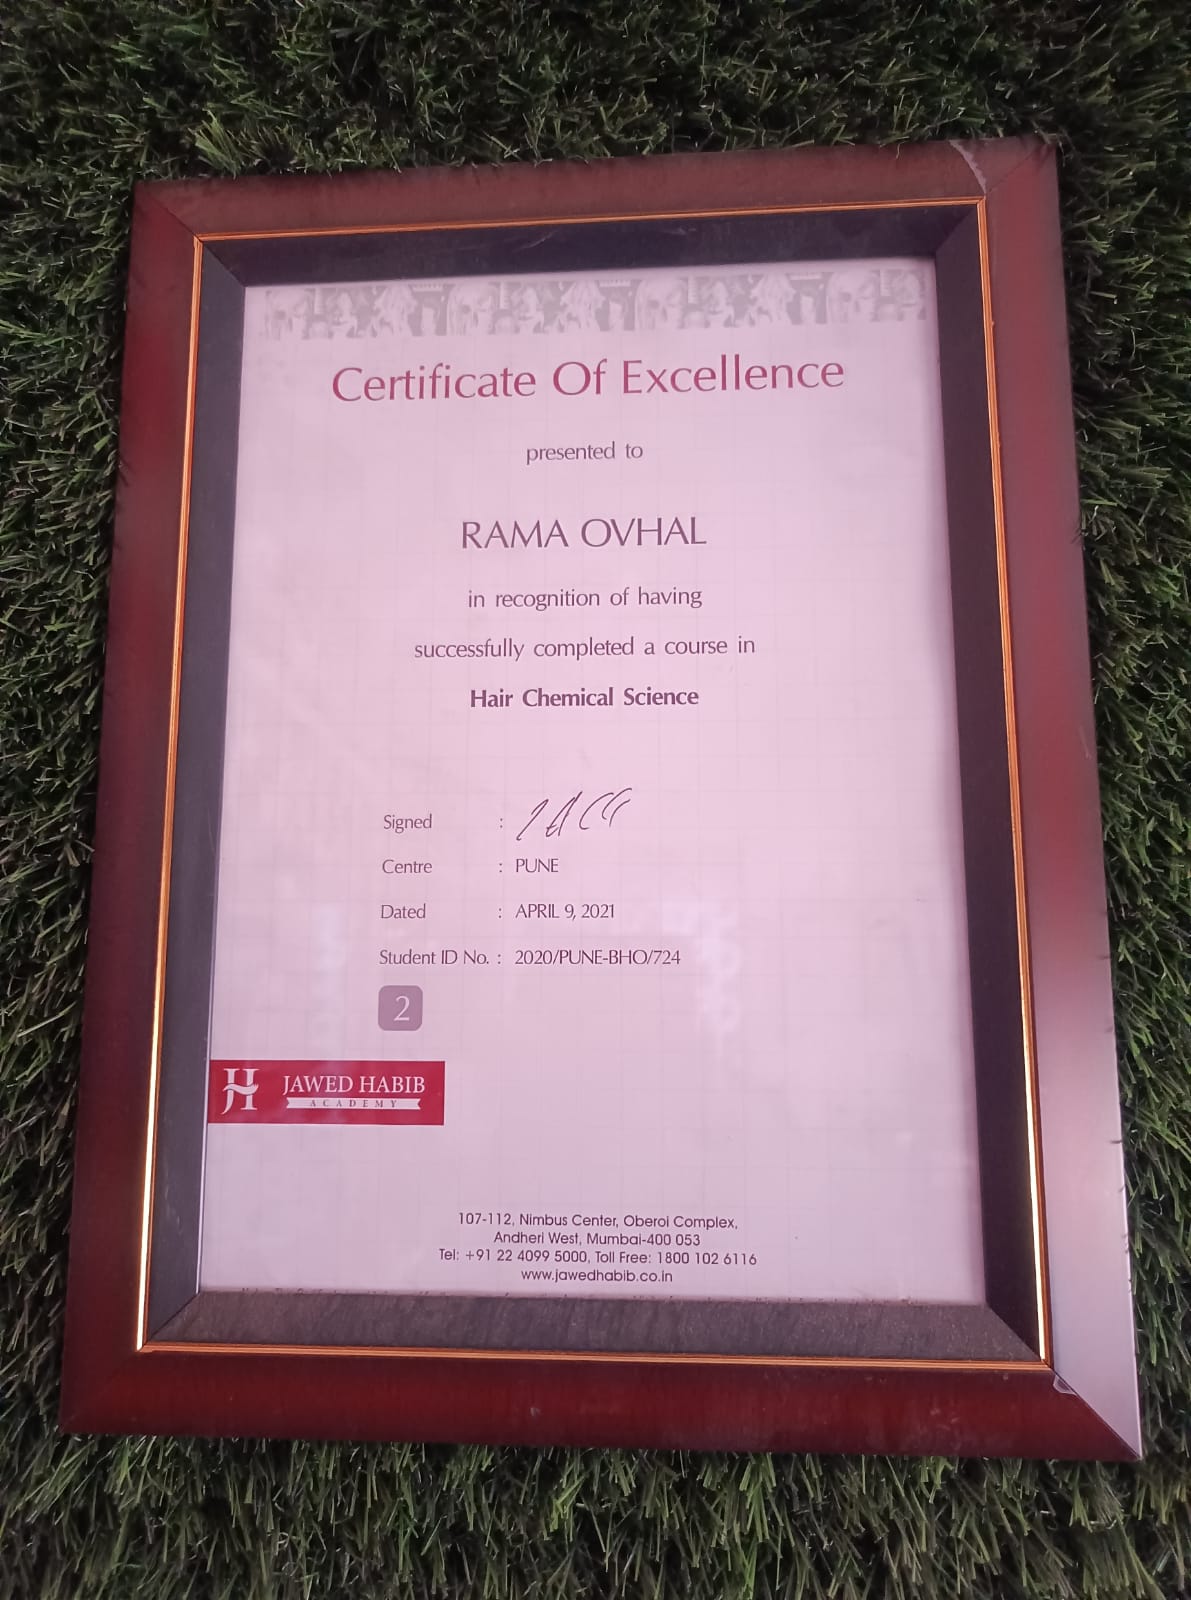 Certificate Of Excellence
presented to
RAMA OVHAL
in recognition of having
successfully completed a course in
Hair Chemical Science
Signed :
Centre : PUNE
Dated : APRIL 9, 2021
Student ID No. : 2020/PUNE-BHO/724
2
JH JAWED HABIB
ACADEMY
107-112, Nimbus Center, Oberoi Complex,
Andheri West, Mumbai-400 053
Tel: +91 22 4099 5000, Toll Free: 1800 102 6116
www.jawedhabib.co.in